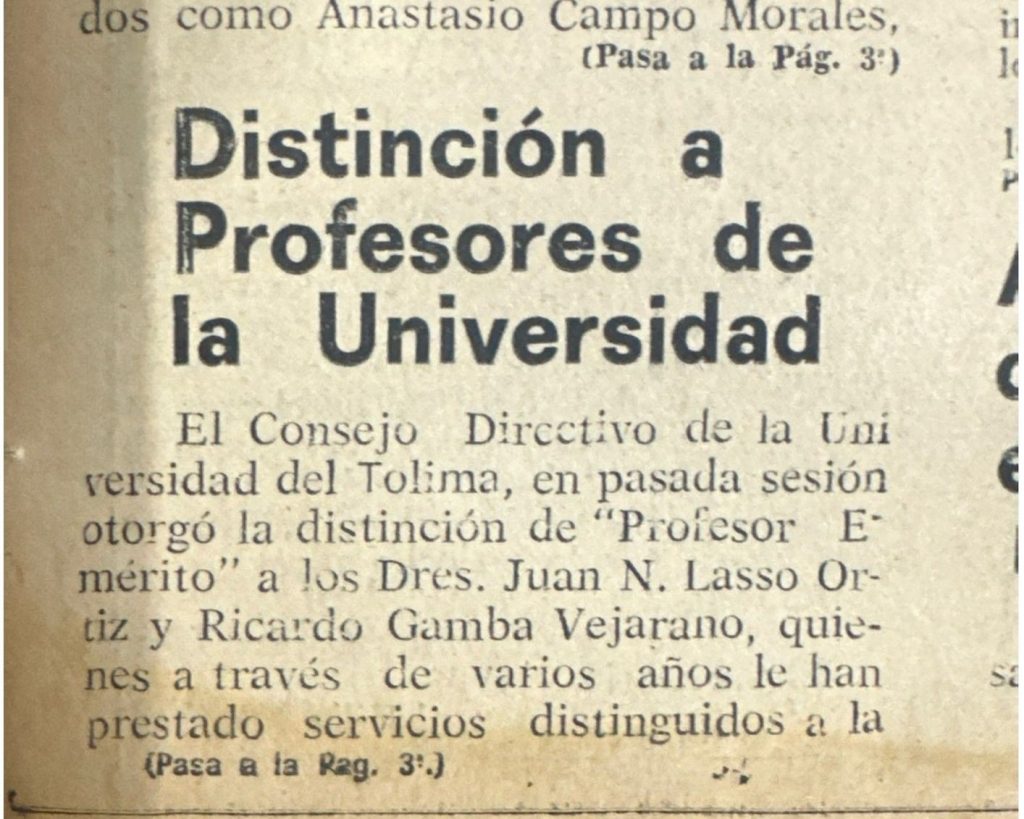 dos como Anastasio Campo Morales,
(Pasa a la Pág. 3ª)
Distinción a
Profesores de
la Universidad
El Consejo Directivo de la Uni
versidad del Tolima, en pasada sesión
otorgó la distinción de "Profesor E-
mérito" a los Dres. Juan N. Lasso Or-
tiz y Ricardo Gamba Vejarano, quie-
nes a través de varios años le han
prestado servicios distinguidos a la
(Pasa a la Pag. 3ª.)